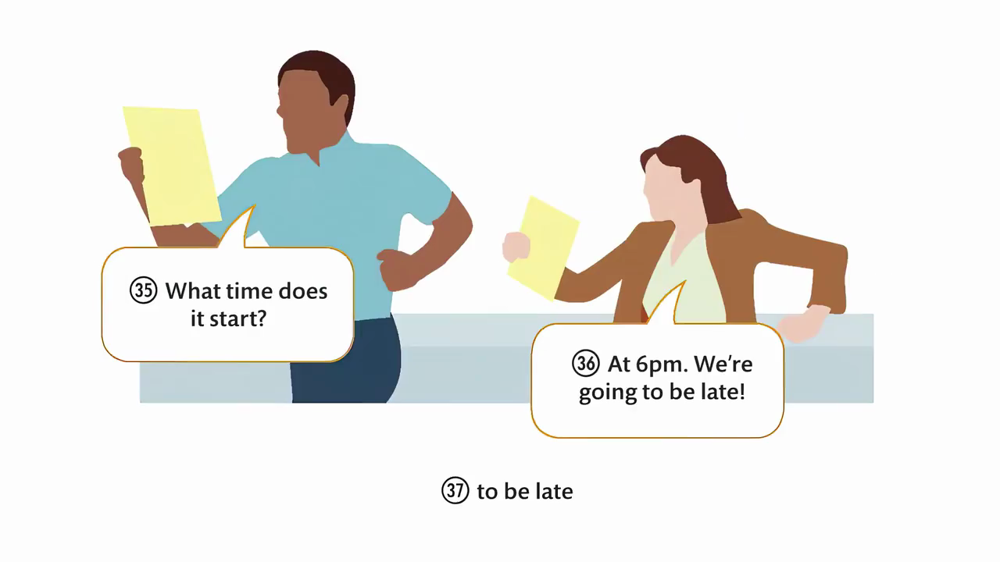 ㉟ What time does
it start?
㊱ At 6pm. We’re
going to be late!
㊲ to be late